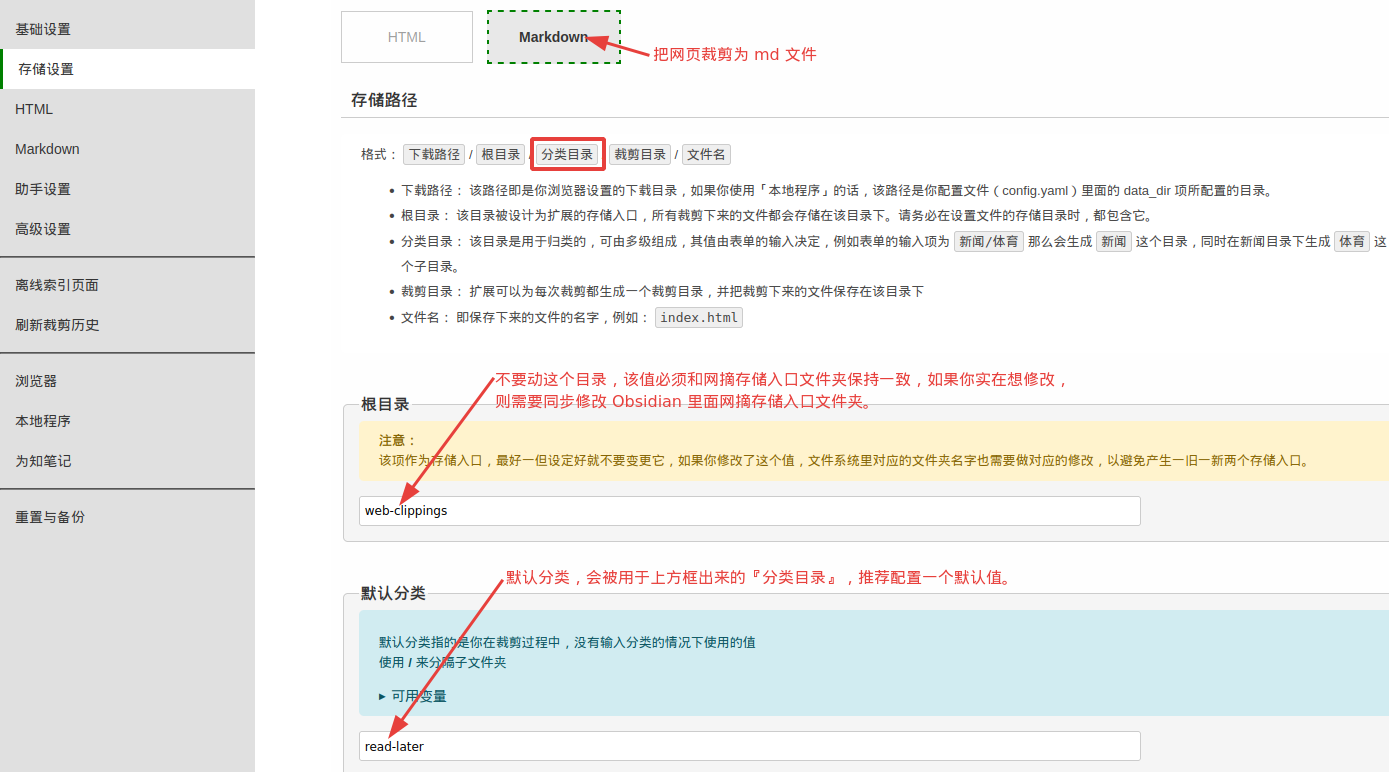 基础设置
存储设置
HTML
Markdown
助手设置
高级设置
离线索引页面
刷新裁剪历史
浏览器
本地程序
为知笔记
重置与备份
HTML
Markdown
把网页裁剪为 md 文件
存储路径
格式： 下载路径 / 根目录 / 分类目录 裁剪目录 / 文件名
• 下载路径： 该路径即是你浏览器设置的下载目录，如果你使用「本地程序」的话，该路径是你配置文件（config.yaml）里面的 data_dir 项所配置的目录。
• 根目录： 该目录被设计为扩展的存储入口，所有裁剪下来的文件都会存储在该目录下。请务必在设置文件的存储目录时，都包含它。
• 分类目录： 该目录是用于归类的，可由多级组成，其值由表单的输入决定，例如表单的输入项为 新闻/体育 那么会生成 新闻 这个目录，同时在新闻目录下生成 体育 这
个子目录。
• 裁剪目录： 扩展可以为每次裁剪都生成一个裁剪目录，并把裁剪下来的文件保存在该目录下
• 文件名： 即保存下来的文件的名字，例如： index.html
不要动这个目录，该值必须和网摘存储入口文件夹保持一致，如果你实在想修改，
则需要同步修改 Obsidian 里面网摘存储入口文件夹。
根目录
注意：
该项作为存储入口，最好一但设定好就不要变更它，如果你修改了这个值，文件系统里对应的文件夹名字也需要做对应的修改，以避免产生一旧一新两个存储入口。
web-clippings
默认分类，会被用于上方框出来的『分类目录』，推荐配置一个默认值。
默认分类
默认分类指的是你在裁剪过程中，没有输入分类的情况下使用的值
使用 / 来分隔子文件夹
▸ 可用变量
read-later